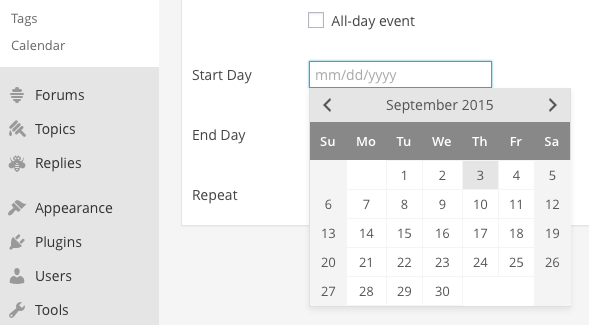 Tags
Calendar
Forums
Topics
Replies
Appearance
Plugins
Users
Tools
All-day event
Start Day
mm/dd/yyyy
End Day
Repeat
September 2015
Su Mo Tu We Th Fr Sa
1 2 3 4 5
6 7 8 9 10 11 12
13 14 15 16 17 18 19
20 21 22 23 24 25 26
27 28 29 30